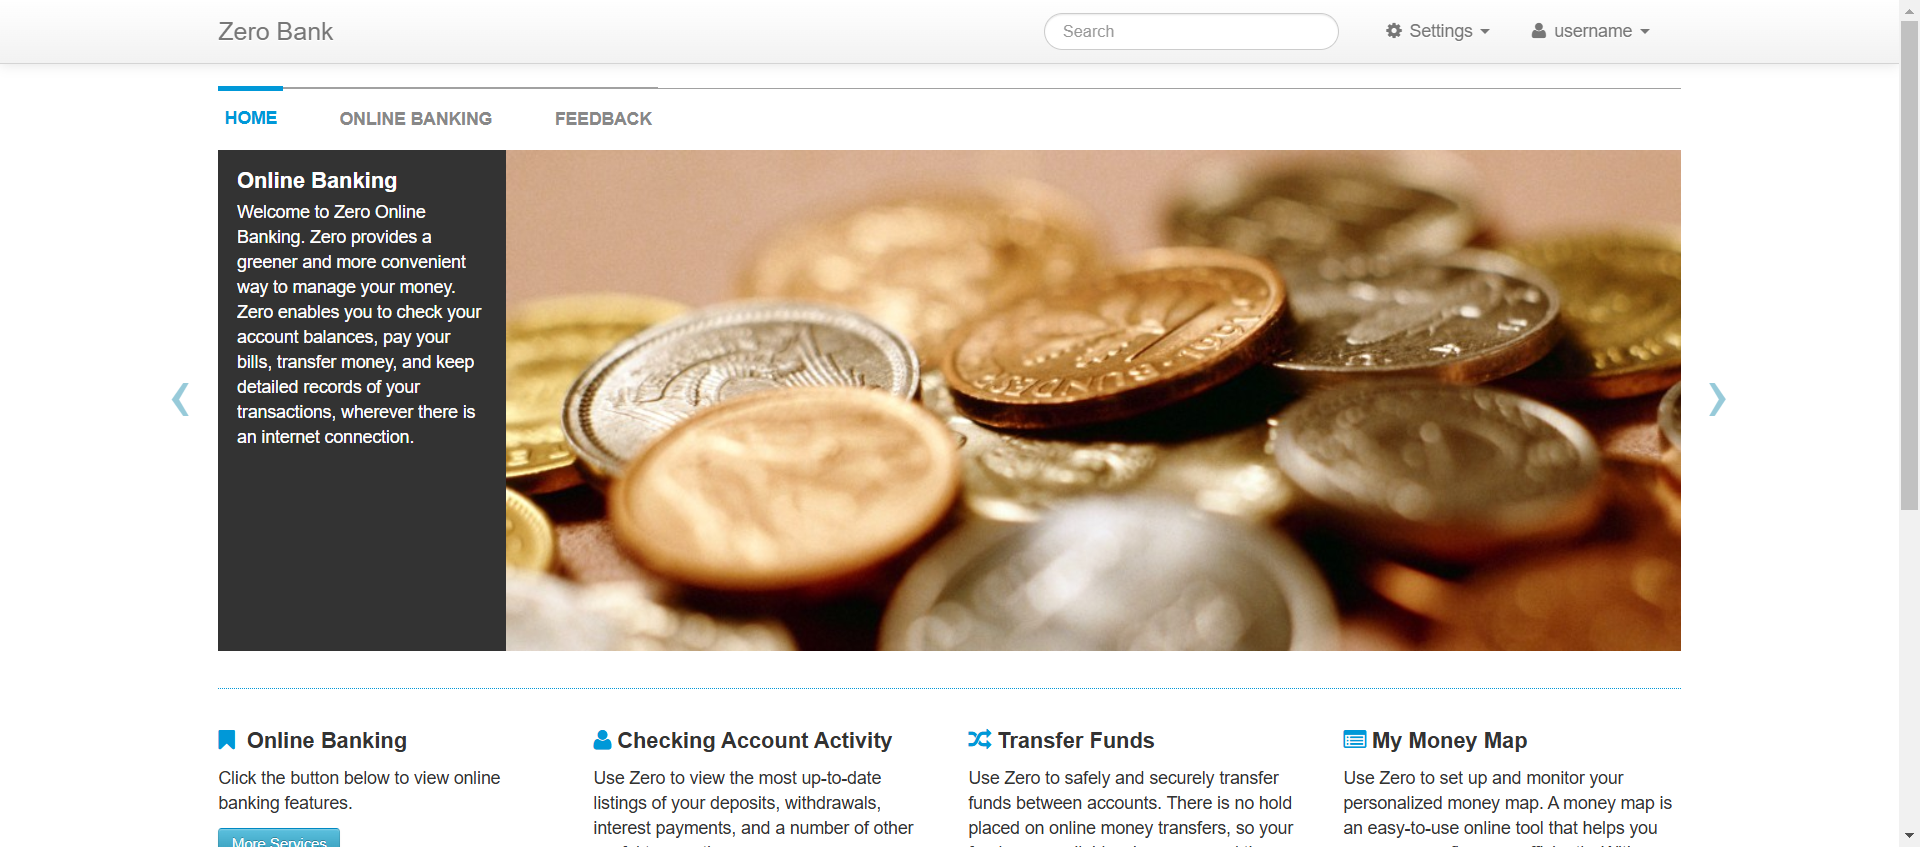 Zero Bank
Search
Settings
username
HOME
ONLINE BANKING
FEEDBACK
Online Banking
Welcome to Zero Online
Banking. Zero provides a
greener and more convenient
way to manage your money.
Zero enables you to check your
account balances, pay your
bills, transfer money, and keep
detailed records of your
transactions, wherever there is
an internet connection.
Online Banking
Click the button below to view online
banking features.
More Services
Checking Account Activity
Use Zero to view the most up-to-date
listings of your deposits, withdrawals,
interest payments, and a number of other
Transfer Funds
Use Zero to safely and securely transfer
funds between accounts. There is no hold
placed on online money transfers, so your
My Money Map
Use Zero to set up and monitor your
personalized money map. A money map is
an easy-to-use online tool that helps you